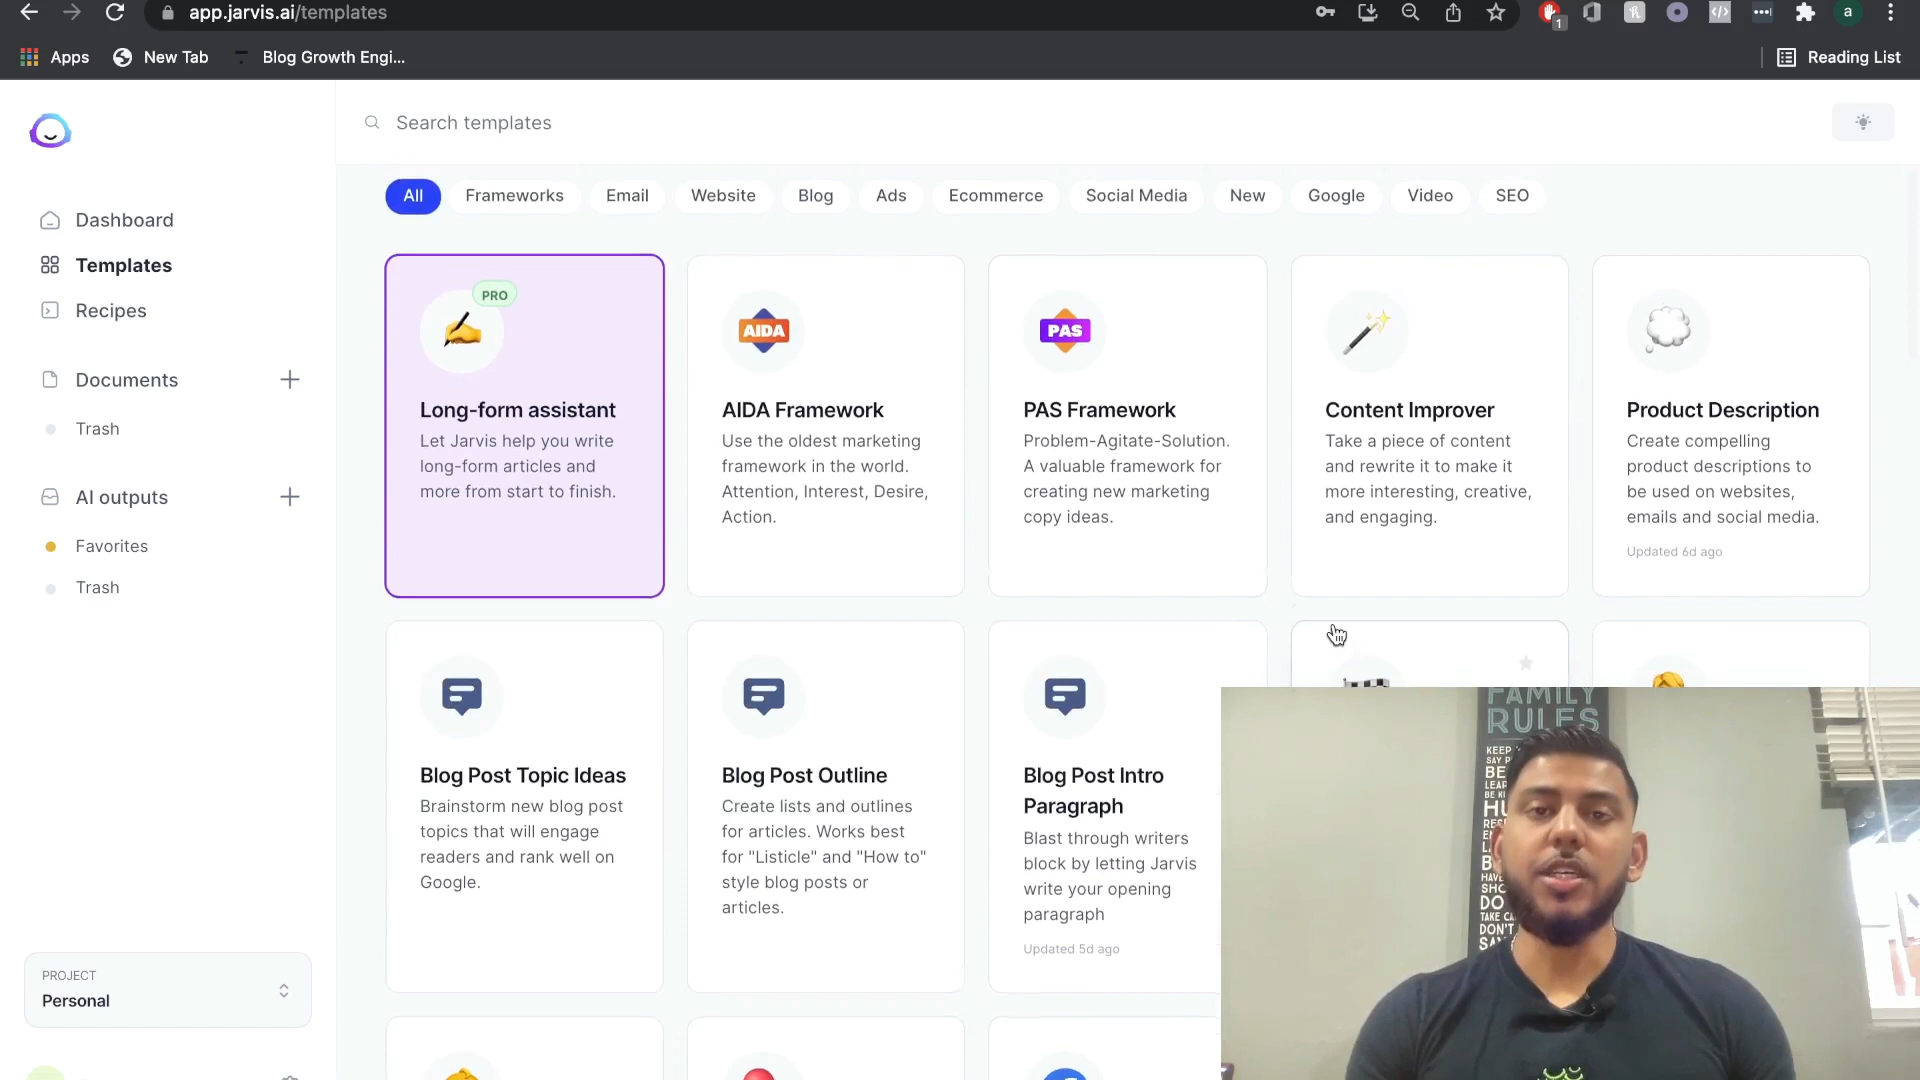 app.jarvis.ai/templates
1
a
Apps
New Tab
Blog Growth Engi...
Reading List
Search templates
All
Frameworks
Email
Website
Blog
Ads
Ecommerce
Social Media
New
Google
Video
SEO
Dashboard
Templates
Recipes
Documents
Trash
AI outputs
Favorites
Trash
PROJECT
Personal
PRO
Long-form assistant
Let Jarvis help you write
long-form articles and
more from start to finish.
AIDA
AIDA Framework
Use the oldest marketing
framework in the world.
Attention, Interest, Desire,
Action.
PAS
PAS Framework
Problem-Agitate-Solution.
A valuable framework for
creating new marketing
copy ideas.
Content Improver
Take a piece of content
and rewrite it to make it
more interesting, creative,
and engaging.
Product Description
Create compelling
product descriptions to
be used on websites,
emails and social media.
Updated 6d ago
Blog Post Topic Ideas
Brainstorm new blog post
topics that will engage
readers and rank well on
Google.
Blog Post Outline
Create lists and outlines
for articles. Works best
for "Listicle" and "How to"
style blog posts or
articles.
Blog Post Intro
Paragraph
Blast through writers
block by letting Jarvis
write your opening
paragraph
Updated 5d ago
FAMILY
RULES
KEEP
SAY
BE
DO
DON'T